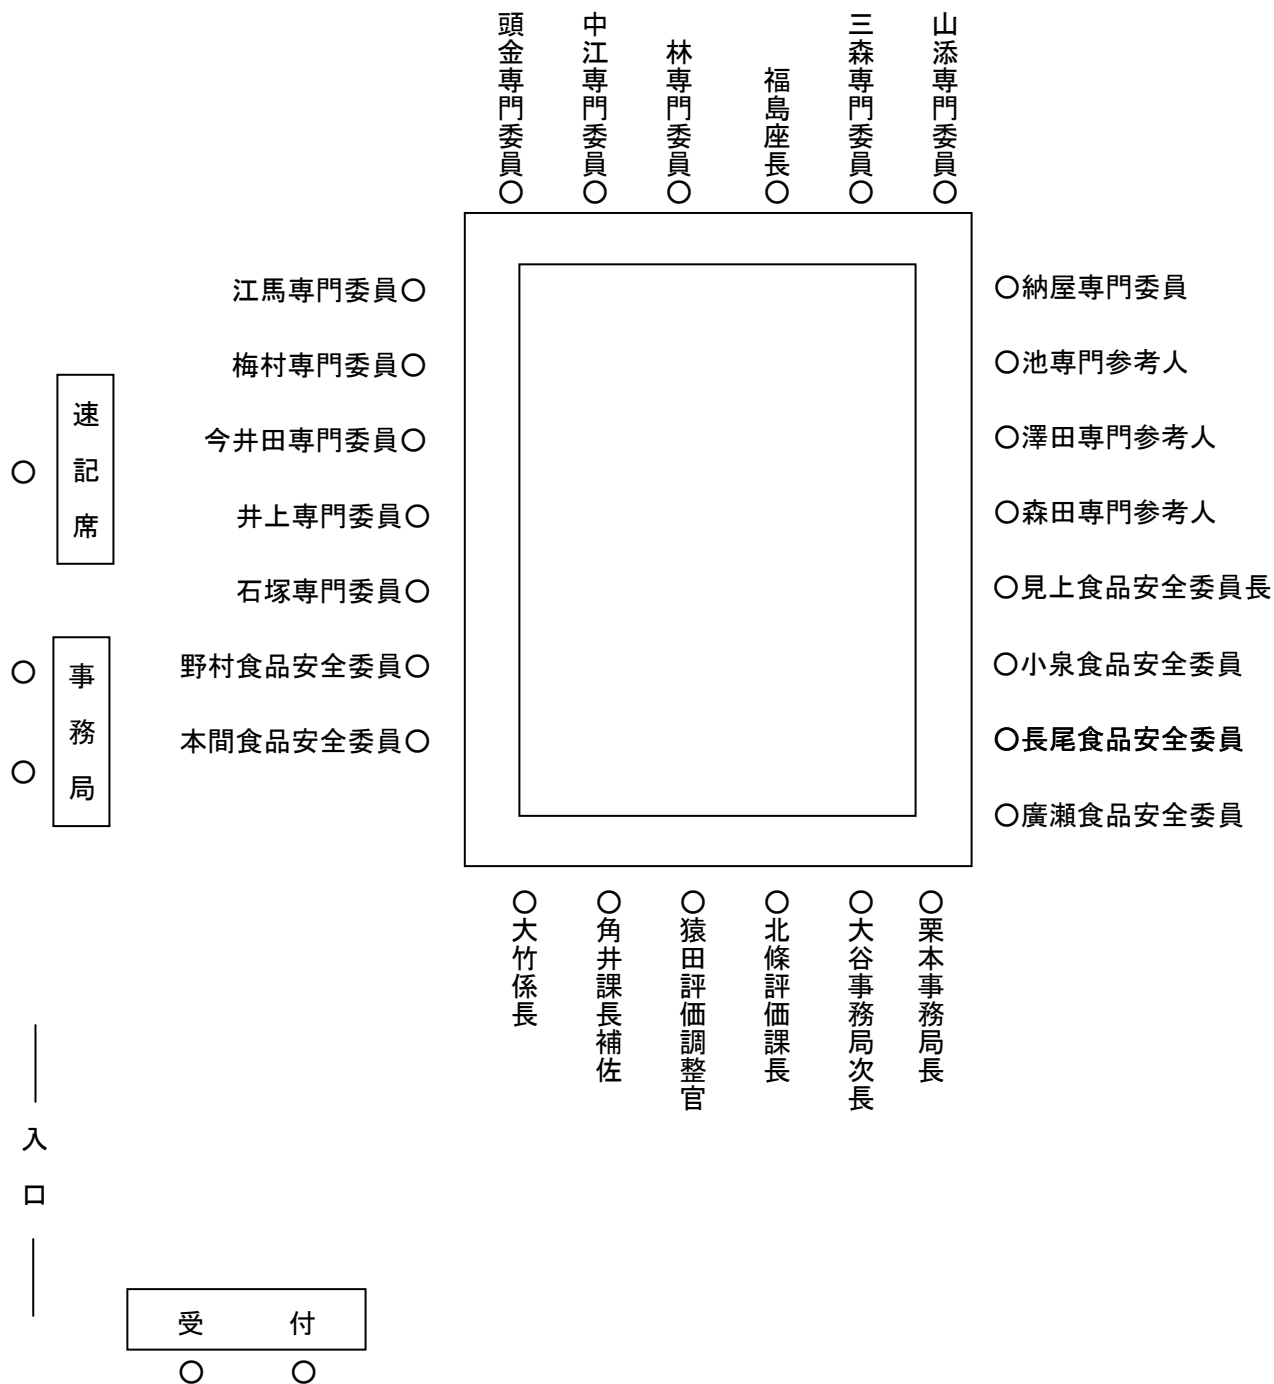 頭金専門委員○
中江専門委員○
林専門委員○
福島座長○
三森専門委員○
山添専門委員○
江馬専門委員○
梅村専門委員○
今井田専門委員○
井上専門委員○
石塚専門委員○
野村食品安全委員○
本間食品安全委員○
○納屋専門委員
○池専門参考人
○澤田専門参考人
○森田専門参考人
○見上食品安全委員長
○小泉食品安全委員
○長尾食品安全委員
○廣瀬食品安全委員
速記席
○
事務局
○
○
○大竹係長
○角井課長補佐
○猿田評価調整官
○北條評価課長
○大谷事務局次長
○栗本事務局長
入口
受付
○ ○